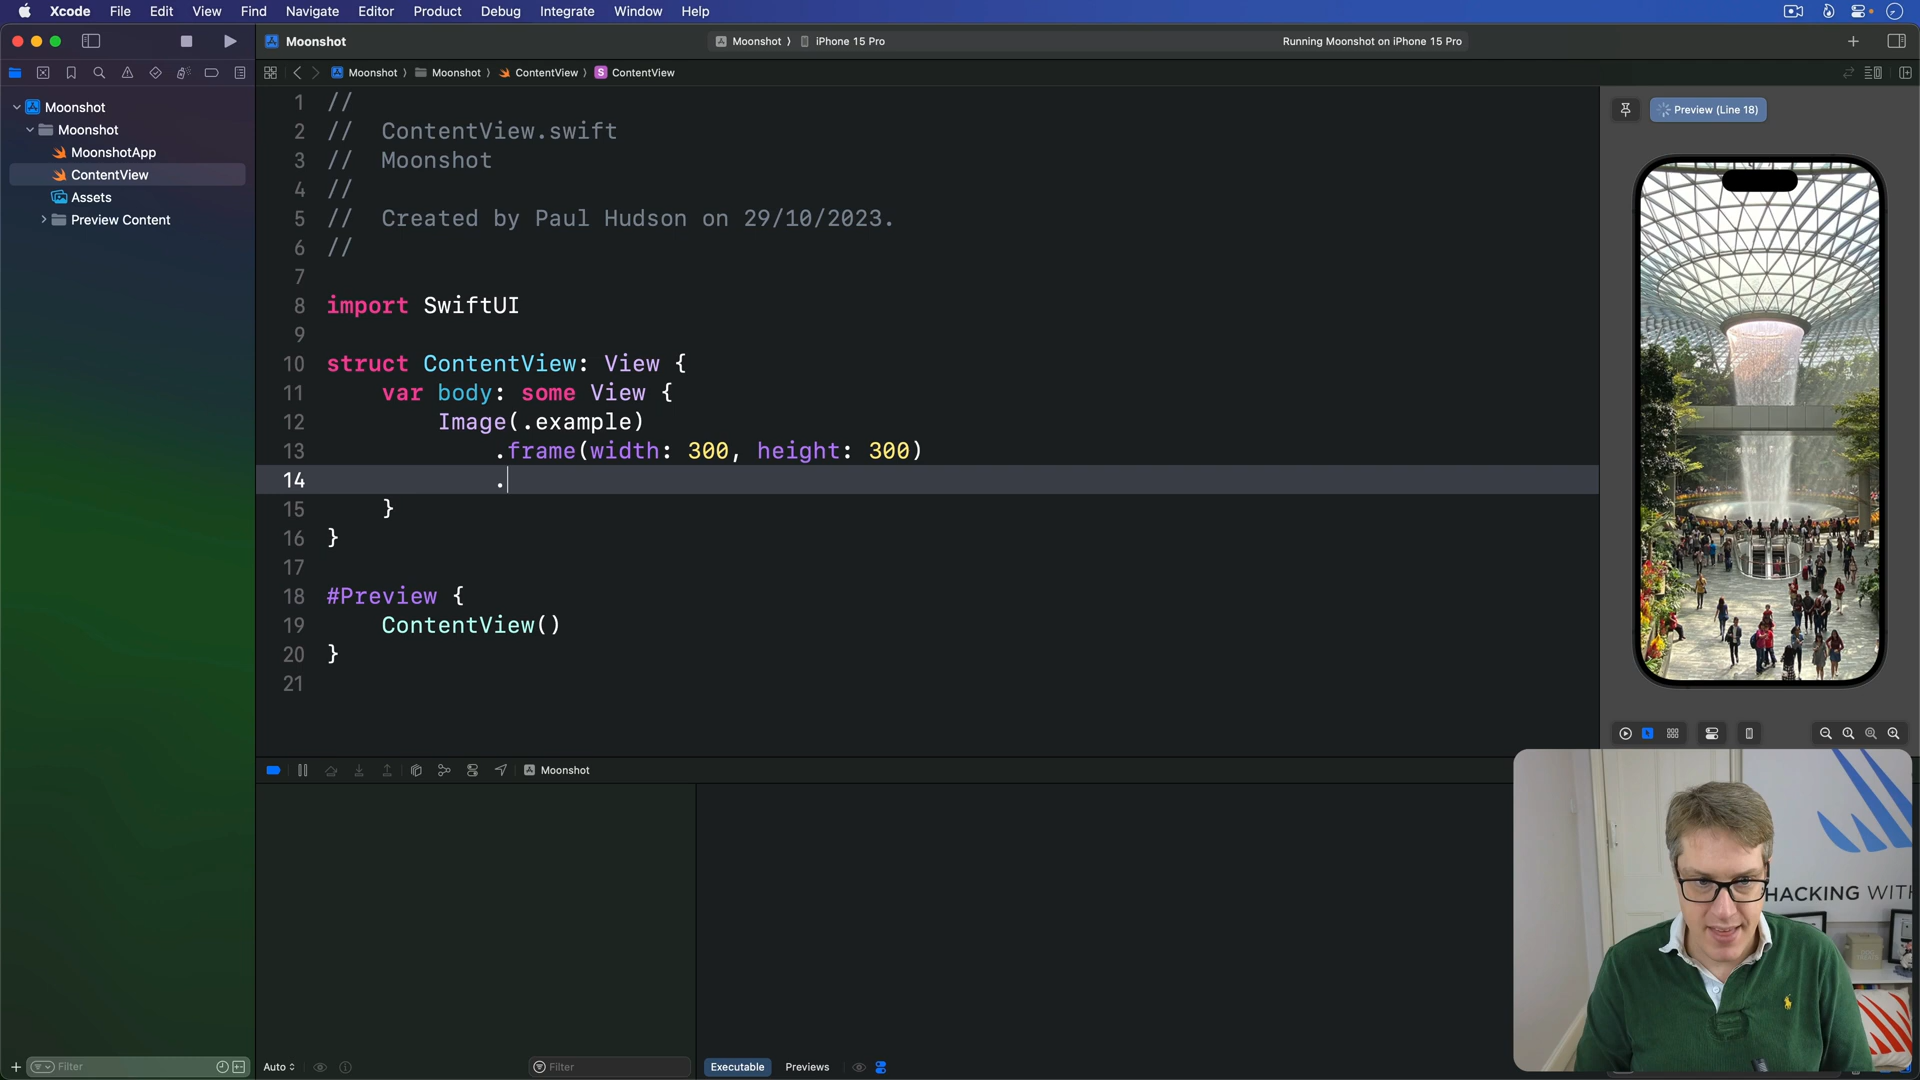 Xcode File Edit View Find Navigate Editor Product Debug Integrate Window Help
Moonshot
Moonshot 〉 iPhone 15 Pro
Running Moonshot on iPhone 15 Pro
Moonshot 〉 Moonshot 〉 ContentView 〉 S ContentView
Moonshot
Moonshot
MoonshotApp
ContentView
Assets
Preview Content
1 //
2 //  ContentView.swift
3 //  Moonshot
4 //
5 //  Created by Paul Hudson on 29/10/2023.
6 //
7
8 import SwiftUI
9
10 struct ContentView: View {
11     var body: some View {
12         Image(.example)
13             .frame(width: 300, height: 300)
14             .
15     }
16 }
17
18 #Preview {
19     ContentView()
20 }
21
Preview (Line 18)
Moonshot
HACKING WITH
Filter
Auto
Filter
Executable Previews